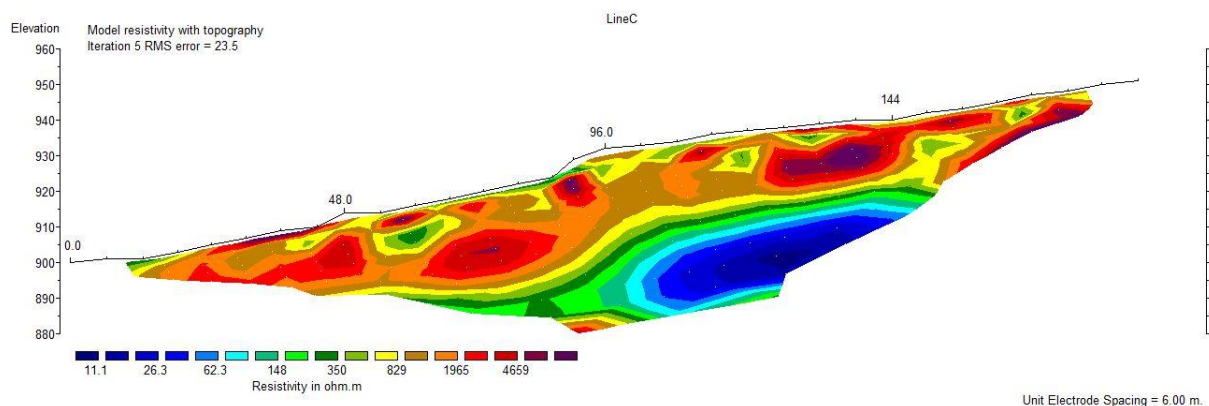 LineC
Elevation
Model resistivity with topography
Iteration 5 RMS error = 23.5
960
950
940
930
920
910
900
890
880
0.0
48.0
96.0
144
11.1 26.3 62.3 148 350 829 1965 4659
Resistivity in ohm.m
Unit Electrode Spacing = 6.00 m.